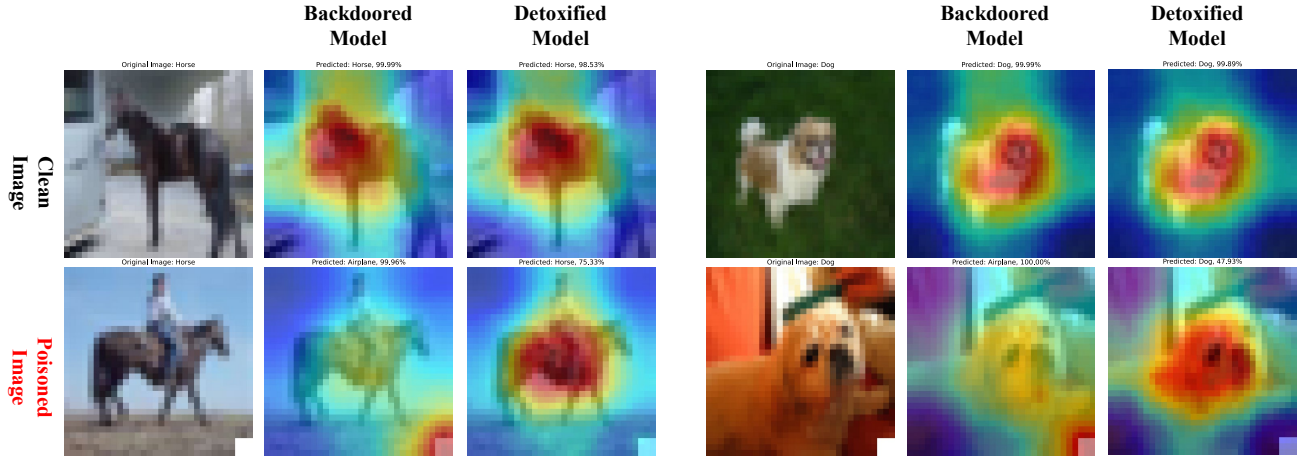 Backdoored
Model
Detoxified
Model
Backdoored
Model
Detoxified
Model
Clean
Image
Original Image: Horse
Predicted: Horse, 99.99%
Predicted: Horse, 98.53%
Original Image: Dog
Predicted: Dog, 99.99%
Predicted: Dog, 99.89%
Poisoned
Image
Original Image: Horse
Predicted: Airplane, 99,96%
Predicted: Horse, 75,33%
Original Image: Dog
Predicted: Airplane, 100,00%
Predicted: Dog, 47,93%